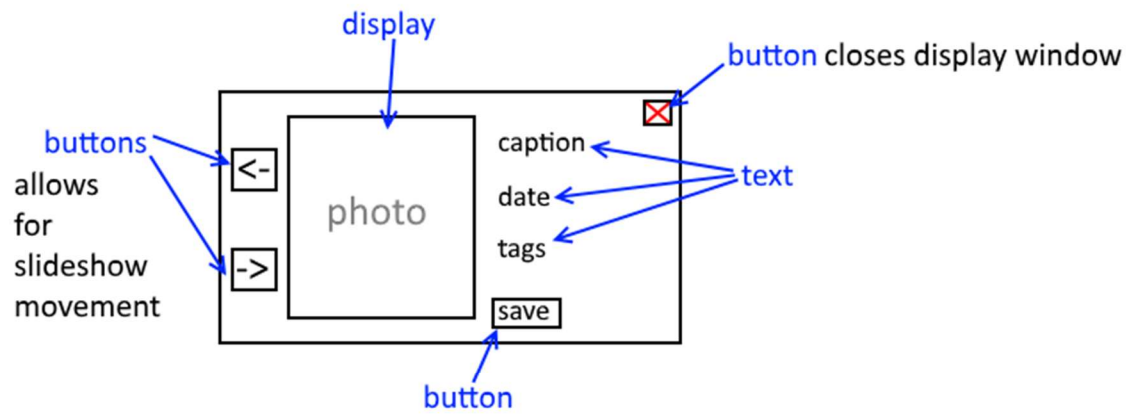 display
button closes display window
buttons
allows
for
slideshow
movement
<-
->
photo
caption
date
tags
text
save
button